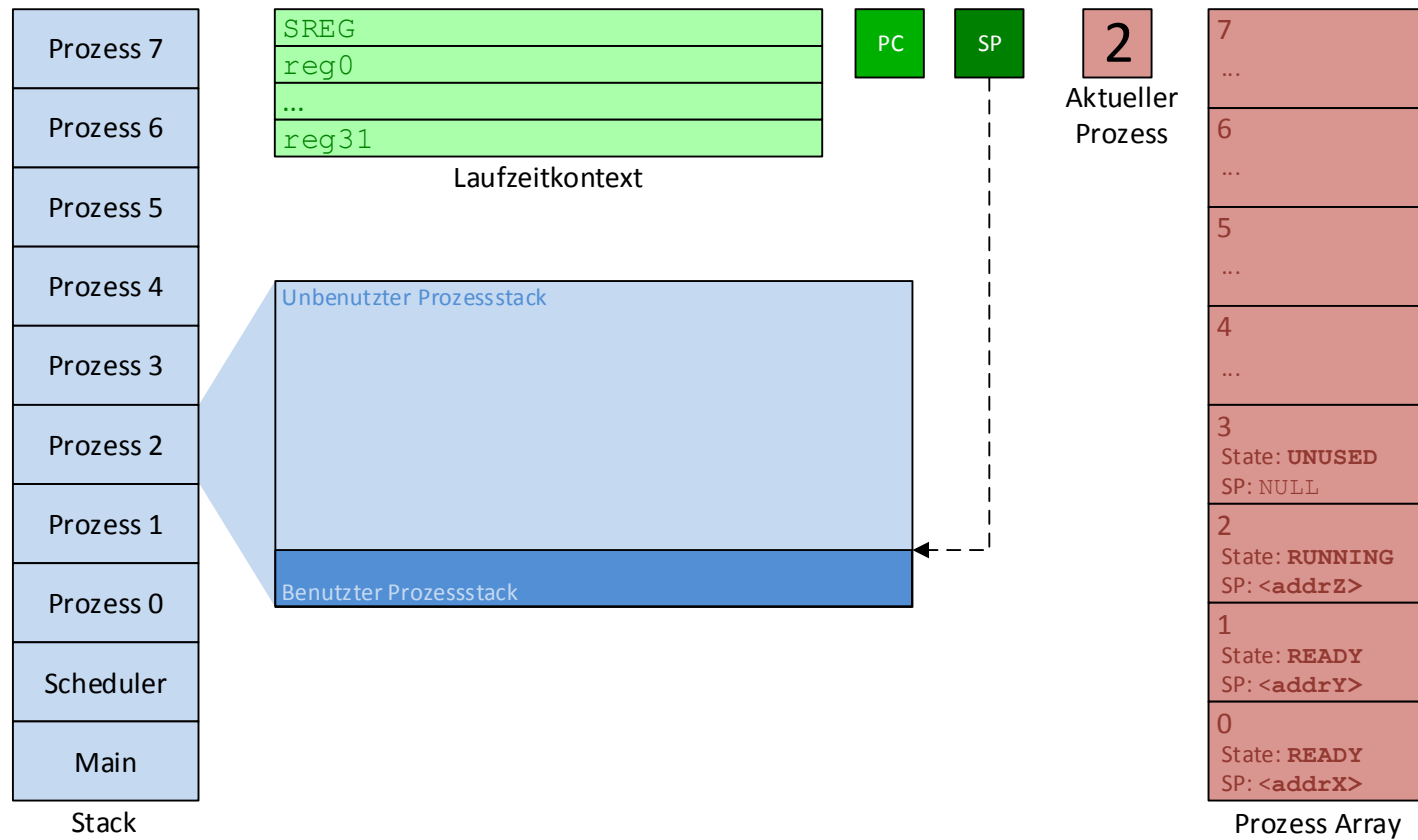 Prozess 7
Prozess 6
Prozess 5
Prozess 4
Prozess 3
Prozess 2
Prozess 1
Prozess 0
Scheduler
Main
Stack
SREG
reg0
...
reg31
Laufzeitkontext
PC
SP
2
Aktueller
Prozess
Unbenutzter Prozessstack
Benutzter Prozessstack
7
...
6
...
5
...
4
...
3
State: UNUSED
SP: NULL
2
State: RUNNING
SP: <addrZ>
1
State: READY
SP: <addrY>
0
State: READY
SP: <addrX>
Prozess Array